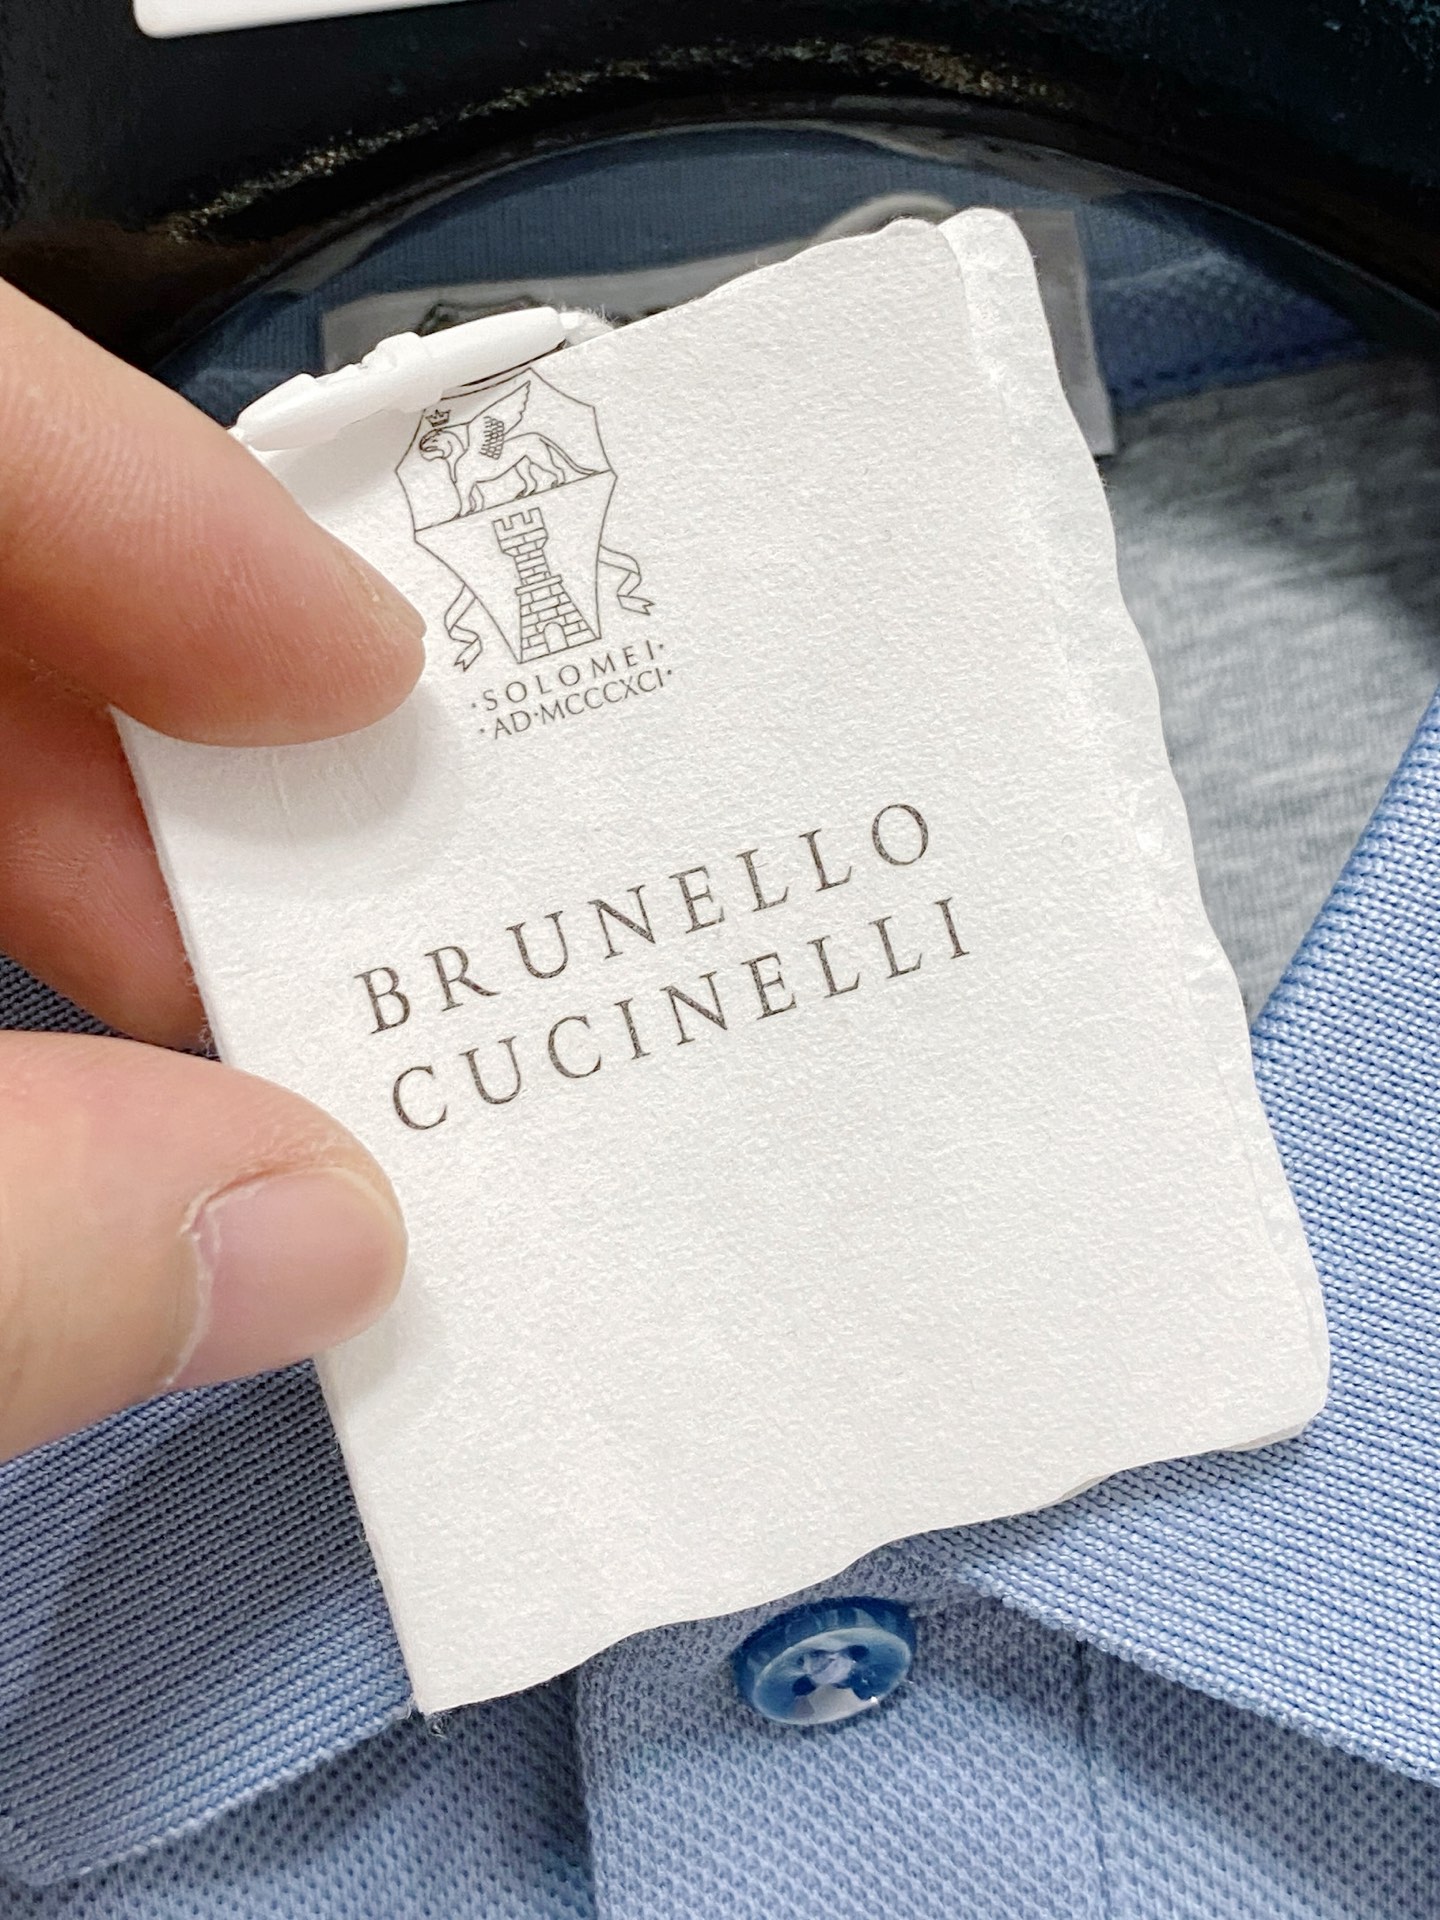 ·SOLOMEI·
·AD·MCCCXCI·
BRUNELLO
CUCINELLI